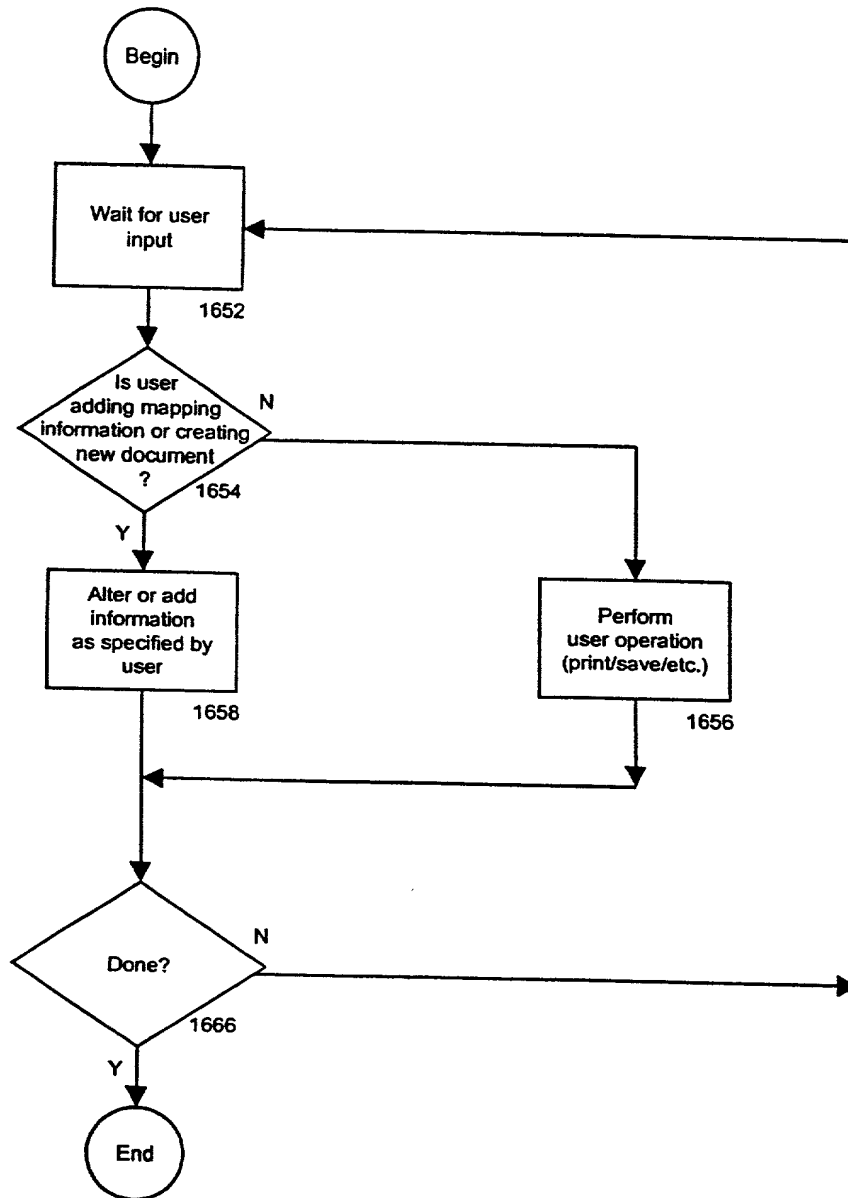 Begin
Wait for user
input
1652
Is user
adding mapping
information or creating
new document
?
N
1654
Y
Alter or add
information
as specified by
user
1658
Perform
user operation
(print/save/etc.)
1656
Done?
N
1666
Y
End